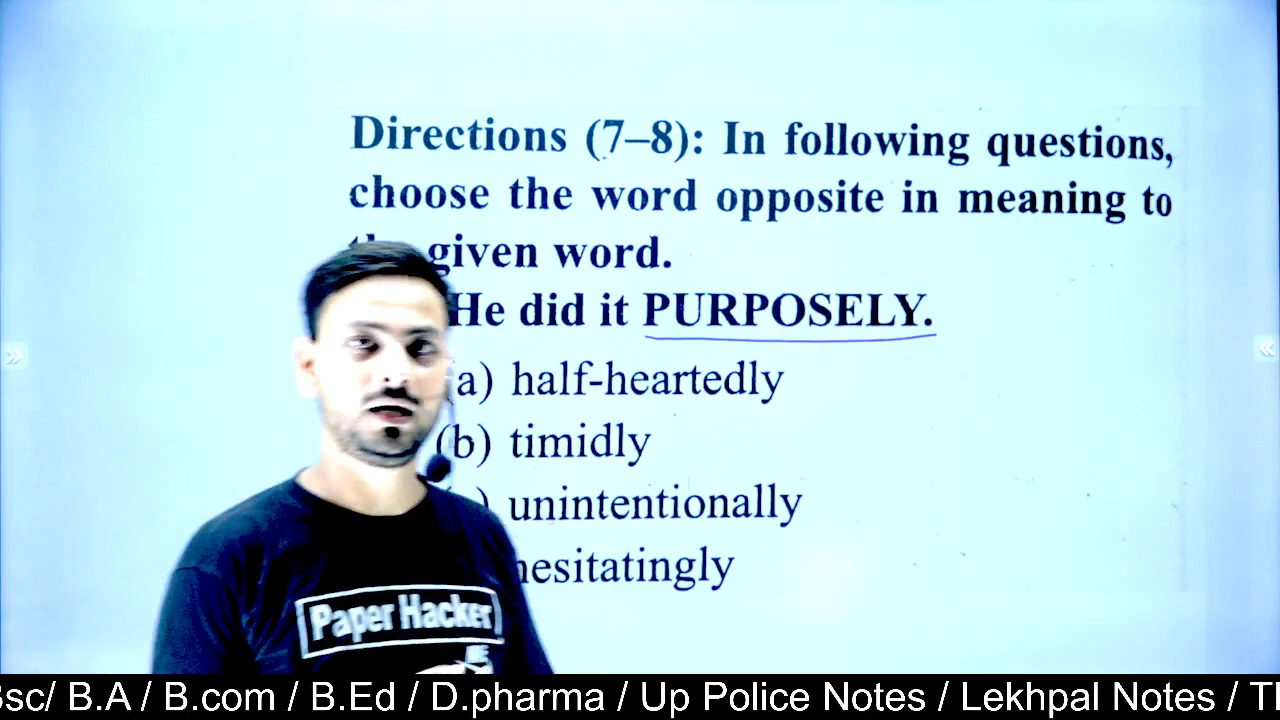 Directions (7–8): In following questions,
choose the word opposite in meaning to
given word.
He did it PURPOSELY.
(a) half-heartedly
(b) timidly
unintentionally
hesitatingly
Paper Hacker
B.A / B.com / B.Ed / D.pharma / Up Police Notes / Lekhpal Notes /